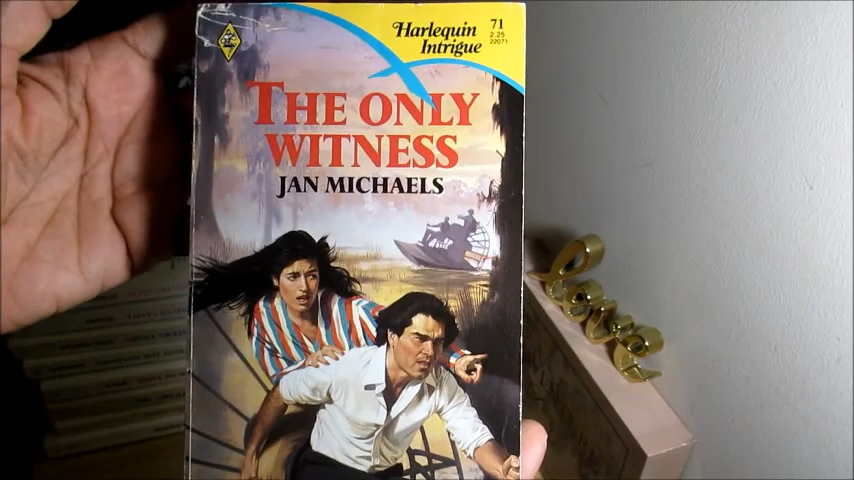 Harlequin
Intrigue
71
2.25
22071
THE ONLY
WITNESS
JAN MICHAELS
Love